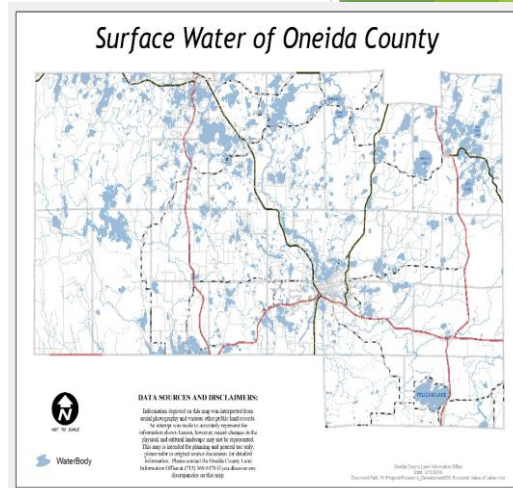 Surface Water of Oneida County
PELICAN LAKE
N
NOT TO SCALE
WaterBody
DATA SOURCES AND DISCLAIMERS:
Information depicted on this map was interpreted from
aerial photography and various other public land records.
An attempt was made to accurately represent the
information shown herein, however, recent changes in the
physical and cultural landscape may not be represented.
This map is intended for planning and general use only,
please refer to original source documents for detailed
information. Please contact the Oneida County Land
Information Office at (715) 369-6179 if you discover any
discrepancies on this map.
Oneida County Land Information Office